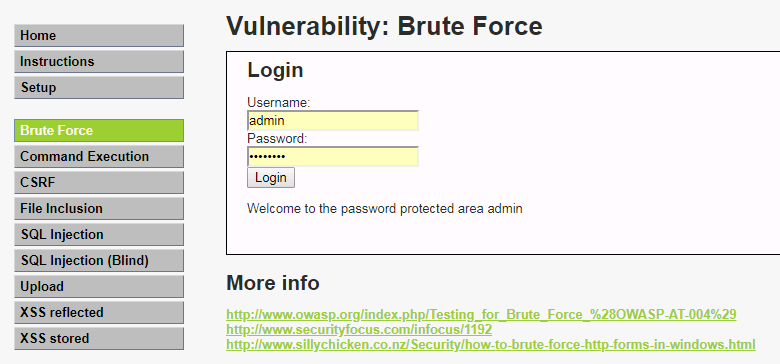 Home
Instructions
Setup
Brute Force
Command Execution
CSRF
File Inclusion
SQL Injection
SQL Injection (Blind)
Upload
XSS reflected
XSS stored
Vulnerability: Brute Force
Login
Username:
admin
Password:
••••••••
Login
Welcome to the password protected area admin
More info
http://www.owasp.org/index.php/Testing_for_Brute_Force_%28OWASP-AT-004%29
http://www.securityfocus.com/infocus/1192
http://www.sillychicken.co.nz/Security/how-to-brute-force-http-forms-in-windows.html